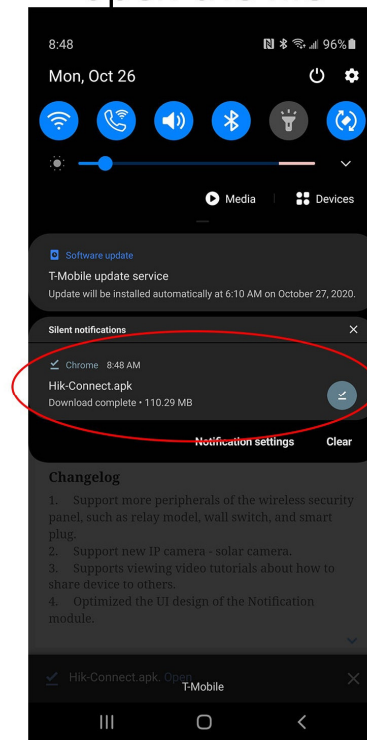 8:48 96%
Mon, Oct 26
Media Devices
Software update
T-Mobile update service
Update will be installed automatically at 6:10 AM on October 27, 2020.
Silent notifications
Chrome 8:48 AM
Hik-Connect.apk
Download complete • 110.29 MB
Notification settings Clear
Changelog
1. Support more peripherals of the wireless security
panel, such as relay model, wall switch, and smart
plug.
2. Support new IP camera - solar camera.
3. Supports viewing video tutorials about how to
share device to others.
4. Optimized the UI design of the Notification
module.
Hik-Connect.apk. Open
T-Mobile